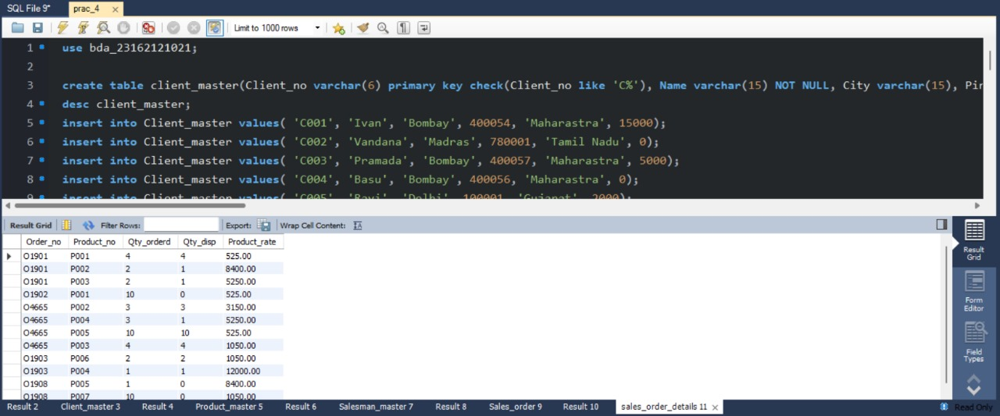 SQL File 9* prac_4 ×
Limit to 1000 rows
1 use bda_23162121021;
2
3 create table client_master(Client_no varchar(6) primary key check(Client_no like 'C%'), Name varchar(15) NOT NULL, City varchar(15), Pin
4 desc client_master;
5 insert into Client_master values( 'C001', 'Ivan', 'Bombay', 400054, 'Maharastra', 15000);
6 insert into Client_master values( 'C002', 'Vandana', 'Madras', 780001, 'Tamil Nadu', 0);
7 insert into Client_master values( 'C003', 'Pramada', 'Bombay', 400057, 'Maharastra', 5000);
8 insert into Client_master values( 'C004', 'Basu', 'Bombay', 400056, 'Maharastra', 0);
9 insert into Client_master values( 'C005', 'Ravi', 'Delhi', 100001, 'Gujarat', 2000);
Result Grid Filter Rows: Export: Wrap Cell Content: IA
Order_no Product_no Qty_orderd Qty_disp Product_rate
O1901 P001 4 4 525.00
O1901 P002 2 1 8400.00
O1901 P003 2 1 5250.00
O1902 P001 10 0 525.00
O4665 P002 3 3 3150.00
O4665 P004 3 1 5250.00
O4665 P005 10 10 525.00
O4665 P003 4 4 1050.00
O1903 P006 2 2 1050.00
O1903 P004 1 1 12000.00
O1908 P005 1 0 8400.00
O1908 P007 10 0 1050.00
Result
Grid
Form
Editor
Field
Types
Result 2 Client_master 3 Result 4 Product_master 5 Result 6 Salesman_master 7 Result 8 Sales_order 9 Result 10 sales_order_details 11 × Read Only